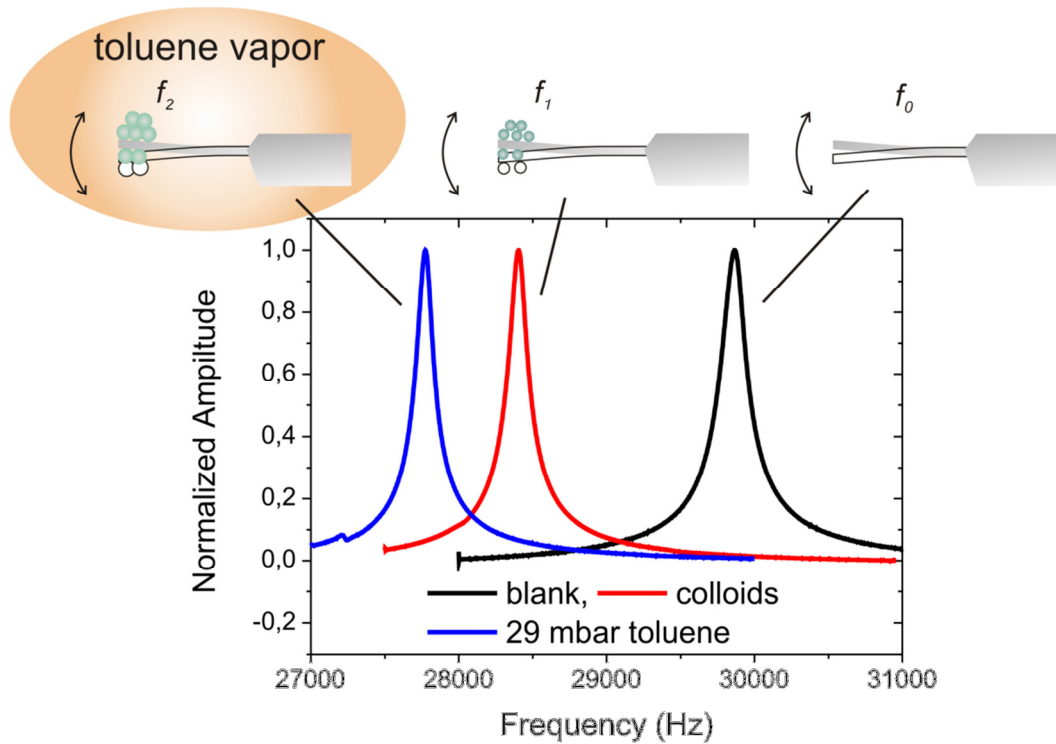 toluene vapor
f2
f1
f0
1,0
0,8
0,6
0,4
0,2
0,0
-0,2
Normalized Ampiltude
blank, colloids
29 mbar toluene
27000 28000 29000 30000 31000
Frequency (Hz)